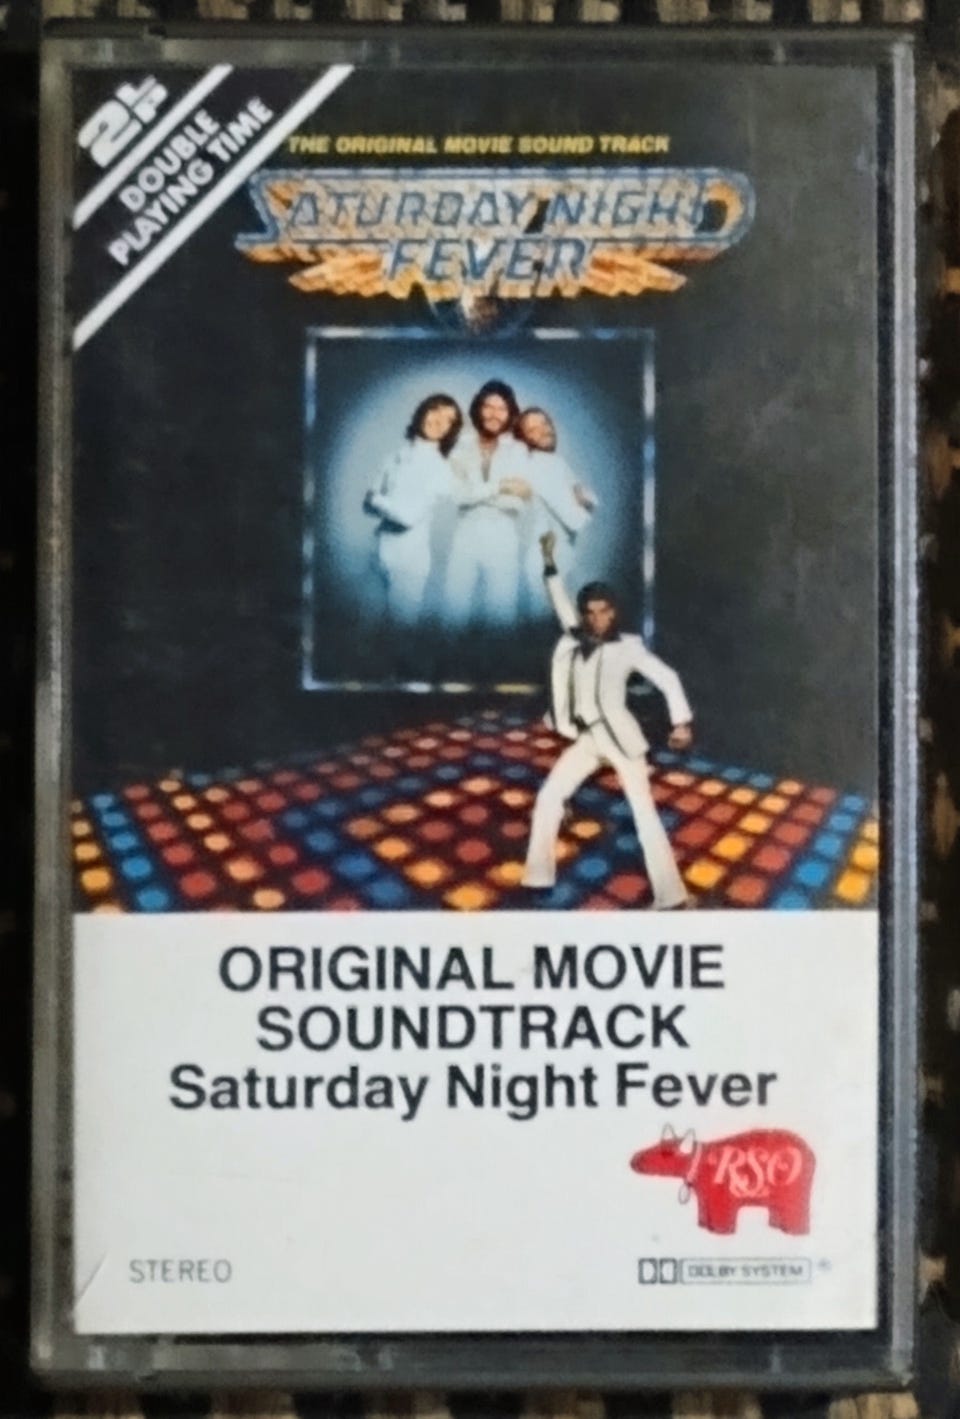 2LP
DOUBLE
PLAYING TIME
THE ORIGINAL MOVIE SOUND TRACK
SATURDAY NIGHT
FEVER
ORIGINAL MOVIE
SOUNDTRACK
Saturday Night Fever
RSO
STEREO
DOLBY SYSTEM ®